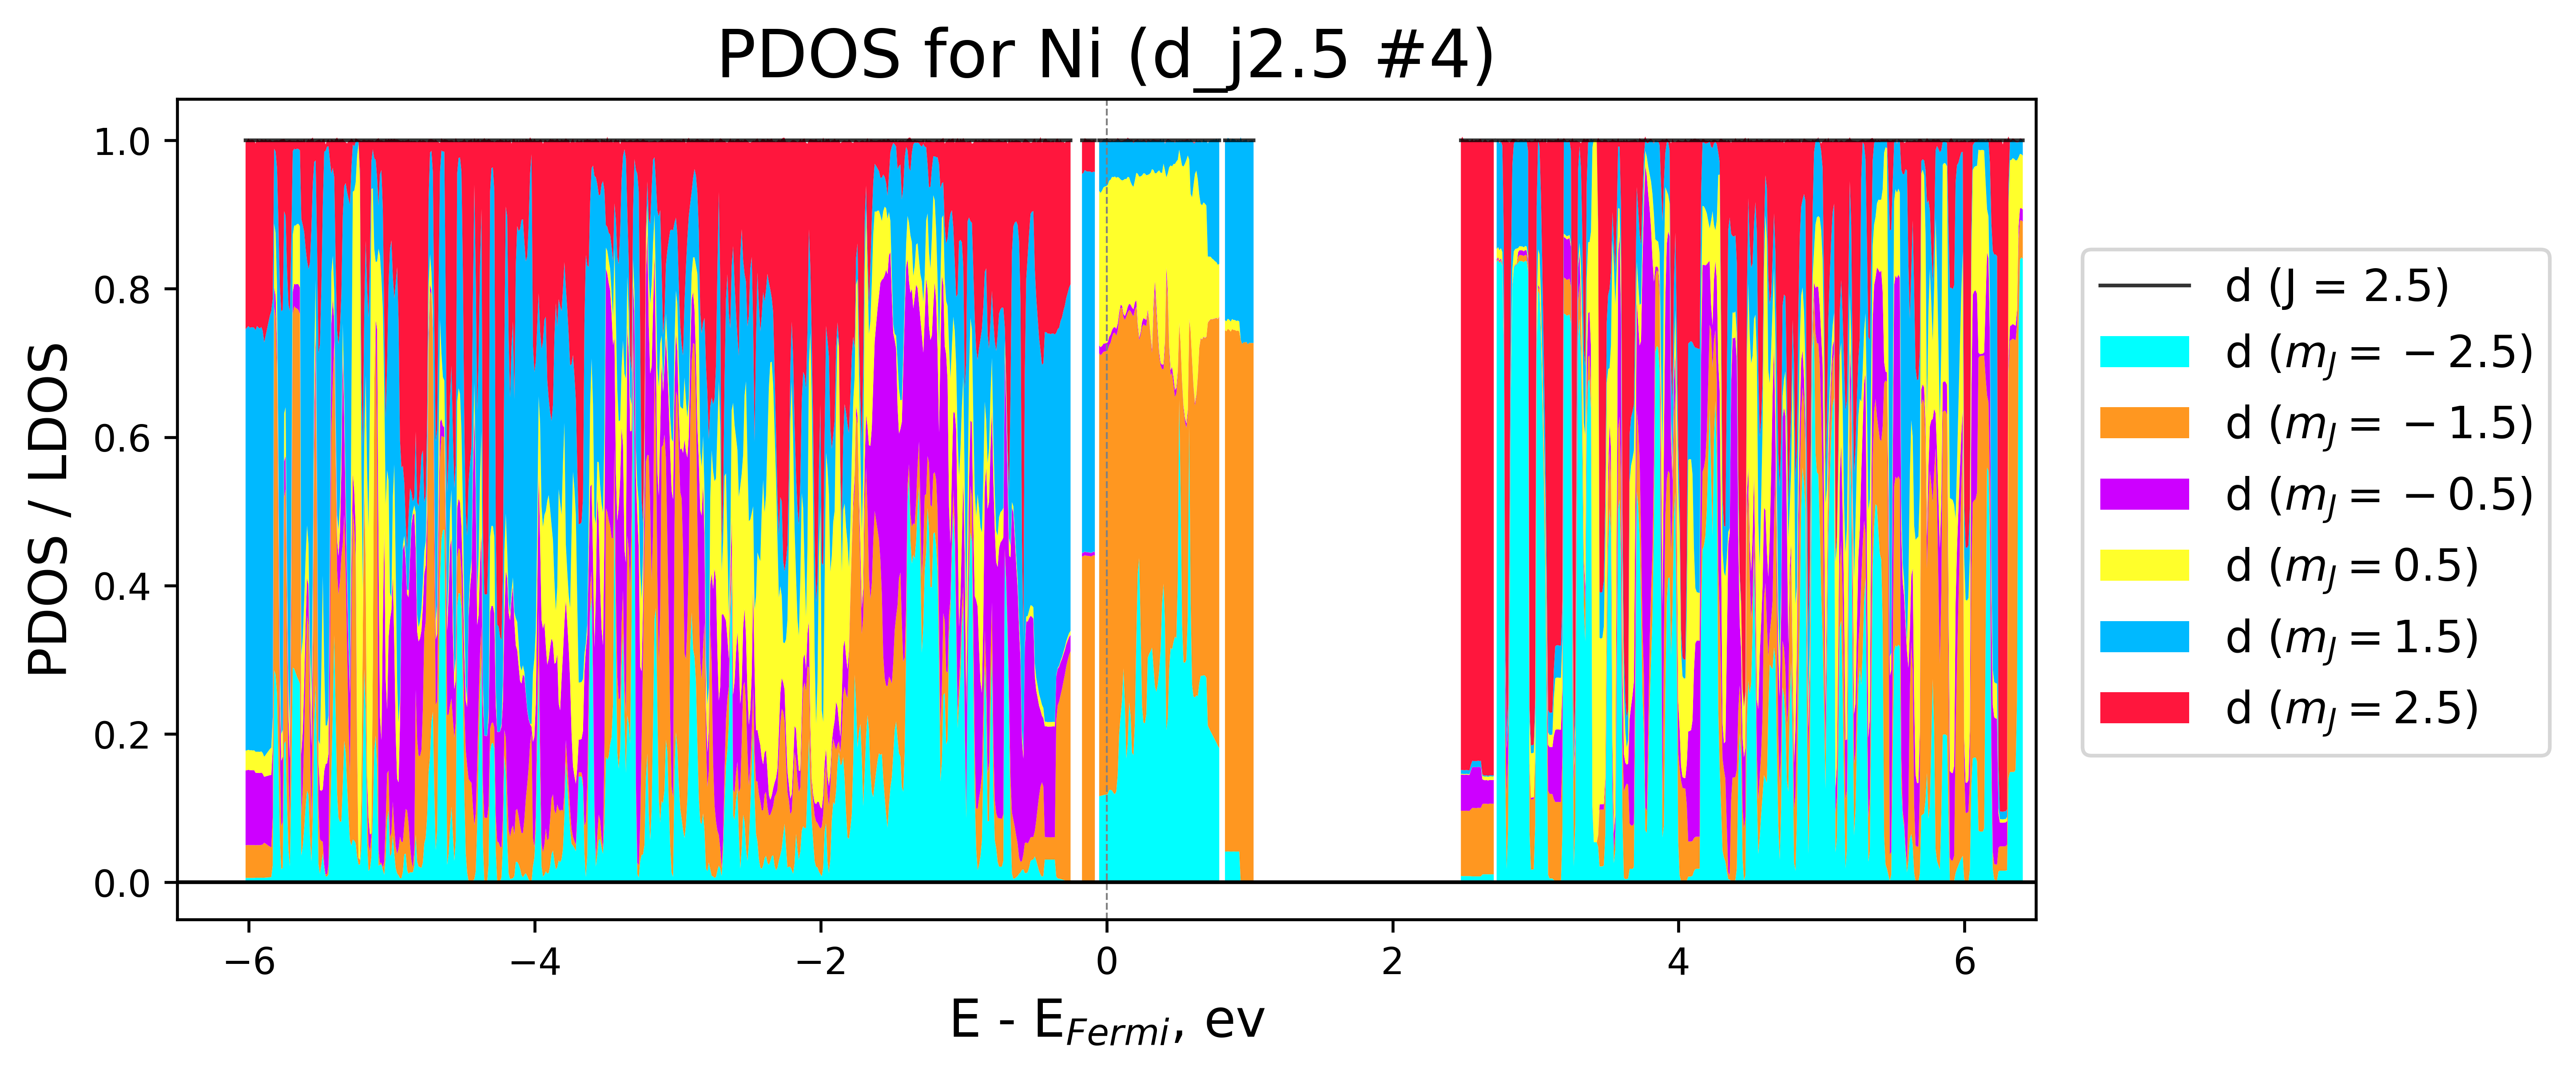 PDOS for Ni (d_j2.5 #4)
PDOS / LDOS
1.0
0.8
0.6
0.4
0.2
0.0
−6
−4
−2
0
2
4
6
E - E_Fermi, ev
d (J = 2.5)
d (m_J = −2.5)
d (m_J = −1.5)
d (m_J = −0.5)
d (m_J = 0.5)
d (m_J = 1.5)
d (m_J = 2.5)